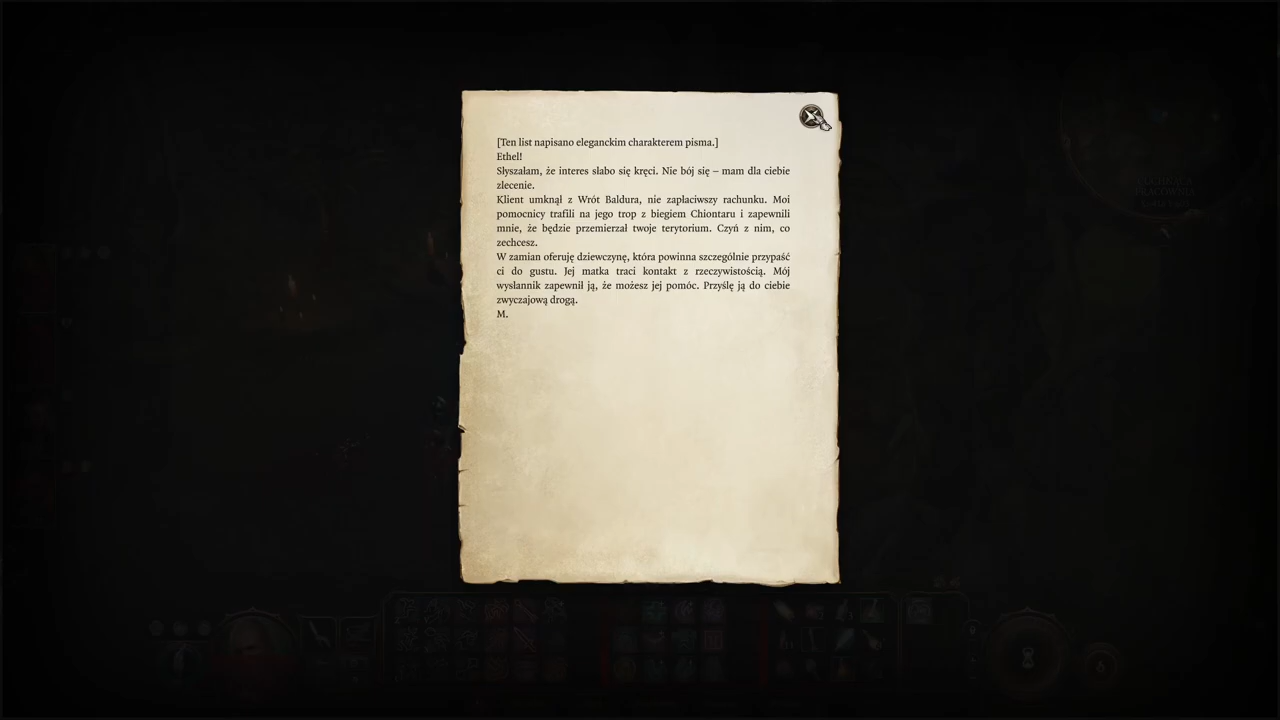 [Ten list napisano eleganckim charakterem pisma.]
Ethel!
Słyszałam, że interes słabo się kręci. Nie bój się – mam dla ciebie
zlecenie.
Klient umknął z Wrót Baldura, nie zapłaciwszy rachunku. Moi
pomocnicy trafili na jego trop z biegiem Chiontaru i zapewnili
mnie, że będzie przemierzał twoje terytorium. Czyń z nim, co
zechcesz.
W zamian oferuję dziewczynę, która powinna szczególnie przypaść
ci do gustu. Jej matka traci kontakt z rzeczywistością. Mój
wysłannik zapewnił ją, że możesz jej pomóc. Przyślę ją do ciebie
zwyczajową drogą.
M.